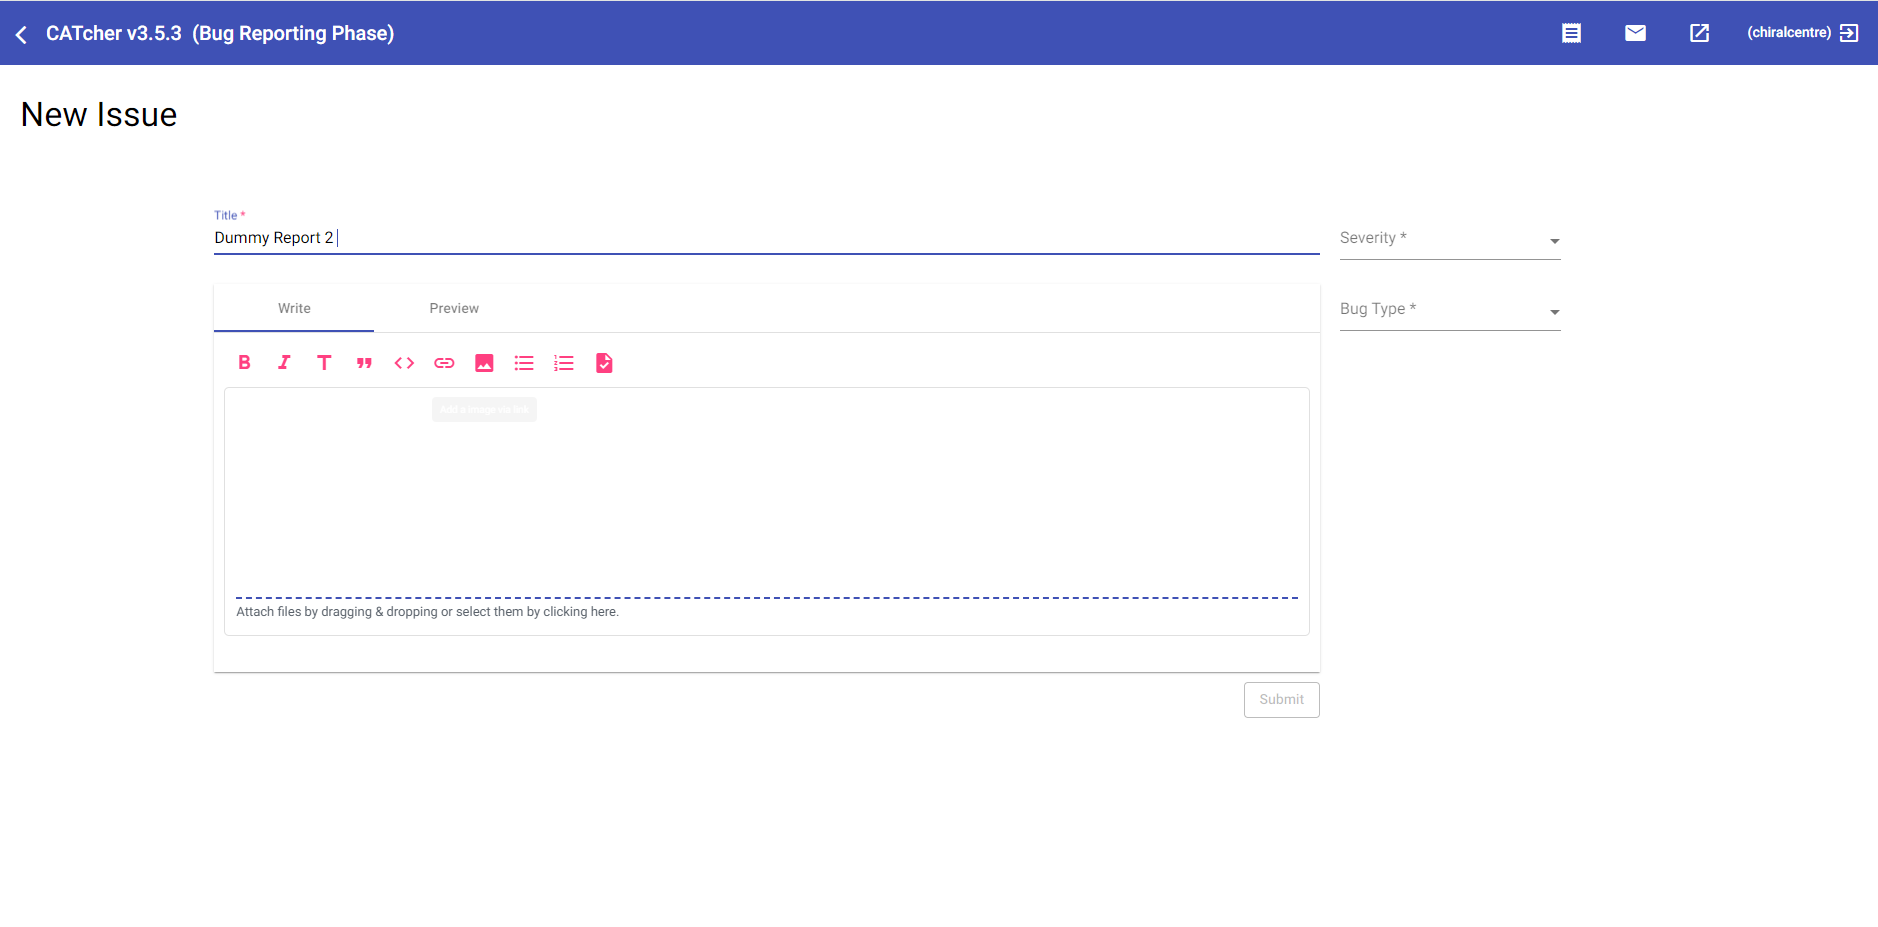 CATcher v3.5.3 (Bug Reporting Phase)
(chiralcentre)
New Issue
Title *
Dummy Report 2
Severity *
Write Preview
Bug Type *
Add a image via link
Attach files by dragging & dropping or select them by clicking here.
Submit